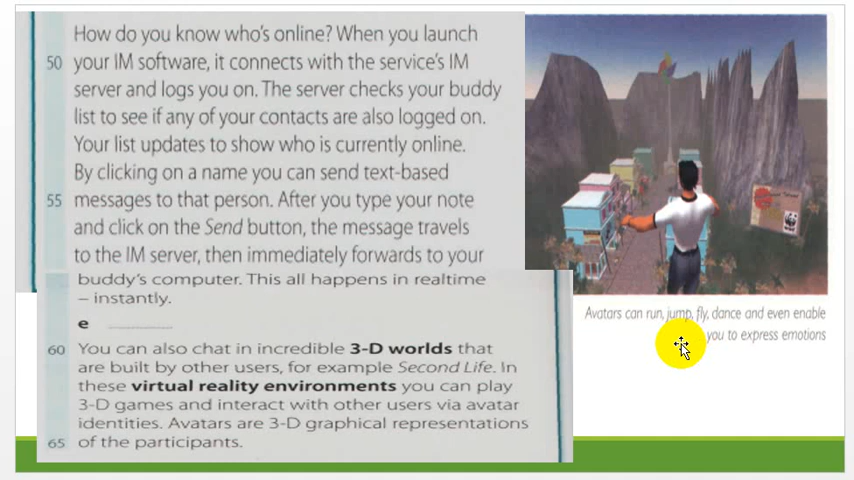 How do you know who's online? When you launch
50 your IM software, it connects with the service's IM
server and logs you on. The server checks your buddy
list to see if any of your contacts are also logged on.
Your list updates to show who is currently online.
By clicking on a name you can send text-based
55 messages to that person. After you type your note
and click on the Send button, the message travels
to the IM server, then immediately forwards to your
buddy's computer. This all happens in realtime
– instantly.
e
60 You can also chat in incredible 3-D worlds that
are built by other users, for example Second Life. In
these virtual reality environments you can play
3-D games and interact with other users via avatar
identities. Avatars are 3-D graphical representations
65 of the participants.
Avatars can run, jump, fly, dance and even enable
you to express emotions